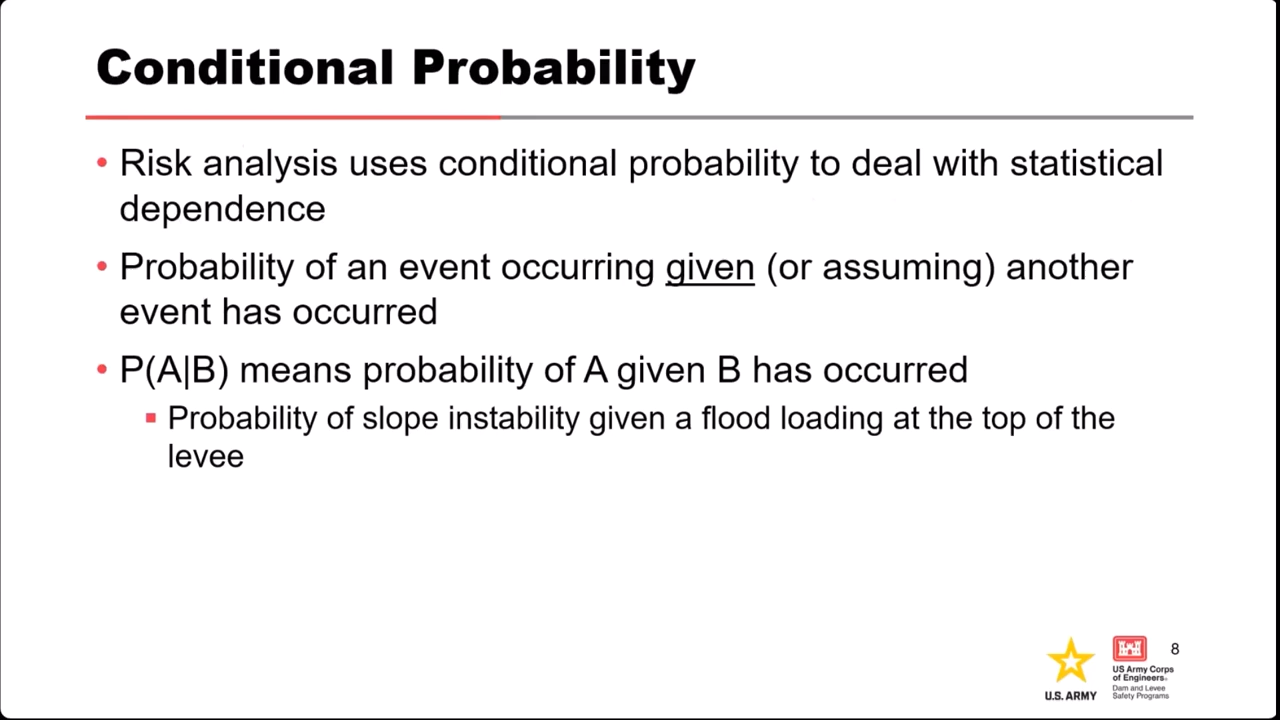 Conditional Probability
• Risk analysis uses conditional probability to deal with statistical
dependence
• Probability of an event occurring given (or assuming) another
event has occurred
• P(A|B) means probability of A given B has occurred
▪ Probability of slope instability given a flood loading at the top of the
levee
8
U.S. ARMY
US Army Corps
of Engineers®
Dam and Levee
Safety Programs